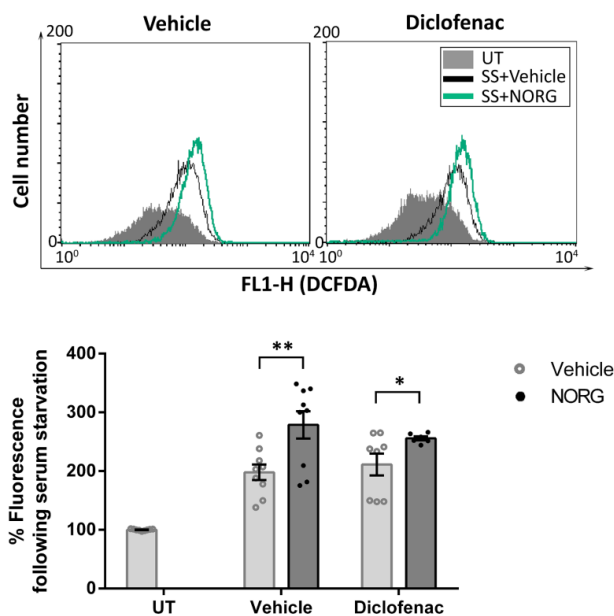 Vehicle
Diclofenac
200
200
UT
SS+Vehicle
SS+NORG
Cell number
0
0
10⁰
10⁴
10⁰
10⁴
FL1-H (DCFDA)
400
**
Vehicle
*
NORG
300
200
100
0
% Fluorescence
following serum starvation
UT
Vehicle
Diclofenac